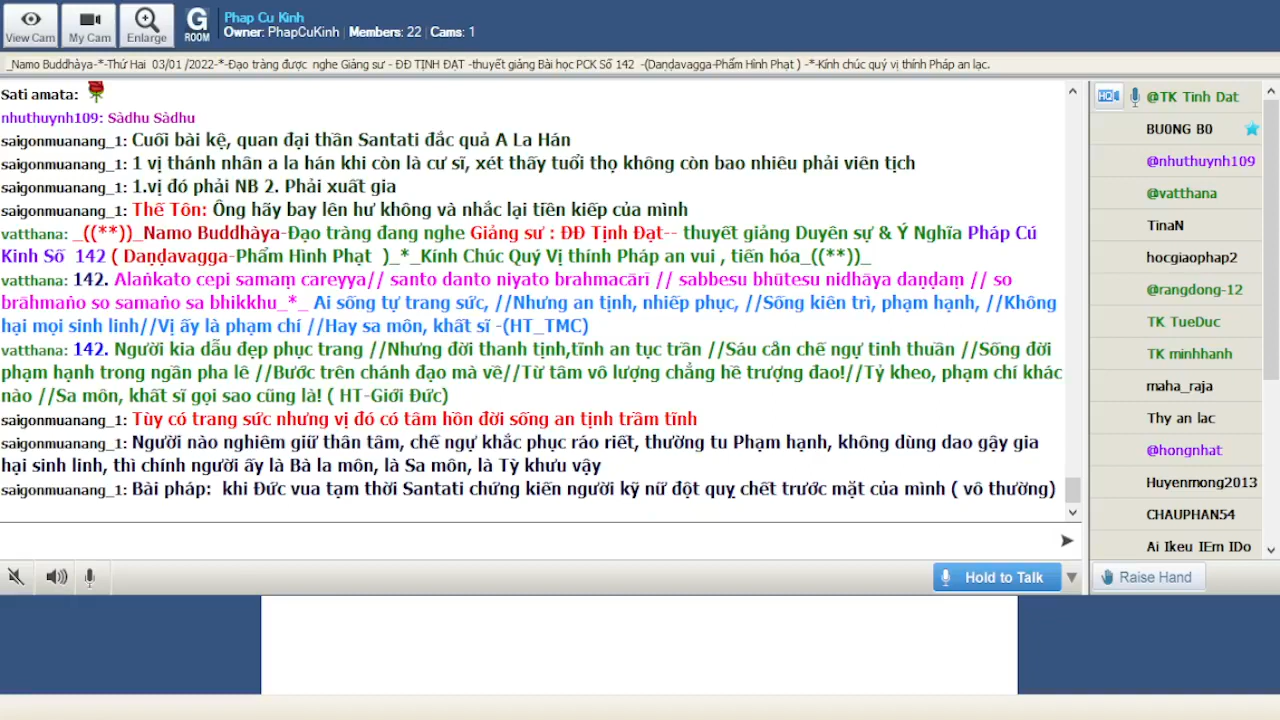 View Cam
My Cam
Enlarge
G
ROOM
Phap Cu Kinh
Owner: PhapCuKinh | Members: 22 | Cams: 1
_Namo Buddhàya-*-Thứ Hai 03/01 /2022-*-Đạo tràng được nghe Giảng sư - ĐĐ TỊNH ĐẠT -thuyết giảng Bài học PCK Số 142 -(Daṇḍavagga-Phẩm Hình Phạt ) -*-Kính chúc quý vị thính Pháp an lạc.
Sati amata:
nhuthuynh109: Sàdhu Sàdhu
saigonmuanang_1: Cuối bài kệ, quan đại thần Santati đắc quả A La Hán
saigonmuanang_1: 1 vị thánh nhân a la hán khi còn là cư sĩ, xét thấy tuổi thọ không còn bao nhiêu phải viên tịch
saigonmuanang_1: 1.vị đó phải NB 2. Phải xuất gia
saigonmuanang_1: Thế Tôn: Ông hãy bay lên hư không và nhắc lại tiền kiếp của mình
vatthana: _((**))_Namo Buddhàya-Đạo tràng đang nghe Giảng sư : ĐĐ Tịnh Đạt-- thuyết giảng Duyên sự & Ý Nghĩa Pháp Cú
Kinh Số 142 ( Daṇḍavagga-Phẩm Hình Phạt )_*_Kính Chúc Quý Vị thính Pháp an vui , tiến hóa_((**))_
vatthana: 142. Alaṅkato cepi samaṃ careyya// santo danto niyato brahmacārī // sabbesu bhūtesu nidhāya daṇḍaṃ // so
brāhmaṅo so samaṅo sa bhikkhu_*_ Ai sống tự trang sức, //Nhưng an tịnh, nhiếp phục, //Sống kiên trì, phạm hạnh, //Không
hại mọi sinh linh//Vị ấy là phạm chí //Hay sa môn, khất sĩ -(HT_TMC)
vatthana: 142. Người kia dẫu đẹp phục trang //Nhưng đời thanh tịnh,tĩnh an tục trần //Sáu căn chế ngự tinh thuần //Sống đời
phạm hạnh trong ngần pha lê //Bước trên chánh đạo mà về//Từ tâm vô lượng chẳng hề trượng đao!//Tỷ kheo, phạm chí khác
nào //Sa môn, khất sĩ gọi sao cũng là! ( HT-Giới Đức)
saigonmuanang_1: Tùy có trang sức nhưng vị đó có tâm hồn đời sống an tịnh trầm tĩnh
saigonmuanang_1: Người nào nghiêm giữ thân tâm, chế ngự khắc phục ráo riết, thường tu Phạm hạnh, không dùng dao gậy gia
hại sinh linh, thì chính người ấy là Bà la môn, là Sa môn, là Tỳ khưu vậy
saigonmuanang_1: Bài pháp: khi Đức vua tạm thời Santati chứng kiến người kỹ nữ đột quỵ chết trước mặt của mình ( vô thường)
Hold to Talk
@TK Tinh Dat
BU0NG B0
@nhuthuynh109
@vatthana
TinaN
hocgiaophap2
@rangdong-12
TK TueDuc
TK minhhanh
maha_raja
Thy an lac
@hongnhat
Huyenmong2013
CHAUPHAN54
Ai Ikeu IEm IDo
Raise Hand